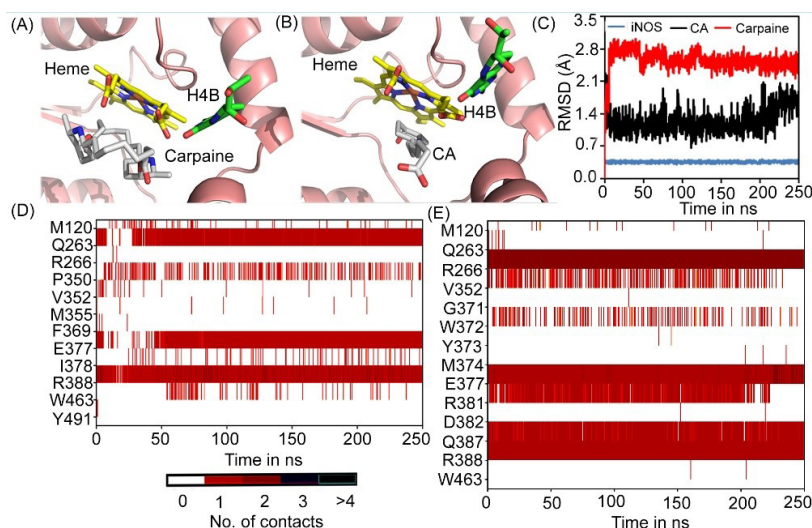 (A)
Heme
H4B
Carpaine
(B)
Heme
H4B
CA
(C)
iNOS CA Carpaine
RMSD (Å)
3.5
2.8
2.1
1.4
0.7
0.0
0 50 100 150 200 250
Time in ns
(D)
M120
Q263
R266
P350
V352
M355
F369
E377
I378
R388
W463
Y491
0 50 100 150 200 250
Time in ns
0 1 2 3 >4
No. of contacts
(E)
M120
Q263
R266
V352
G371
W372
Y373
M374
E377
R381
D382
Q387
R388
W463
0 50 100 150 200 250
Time in ns